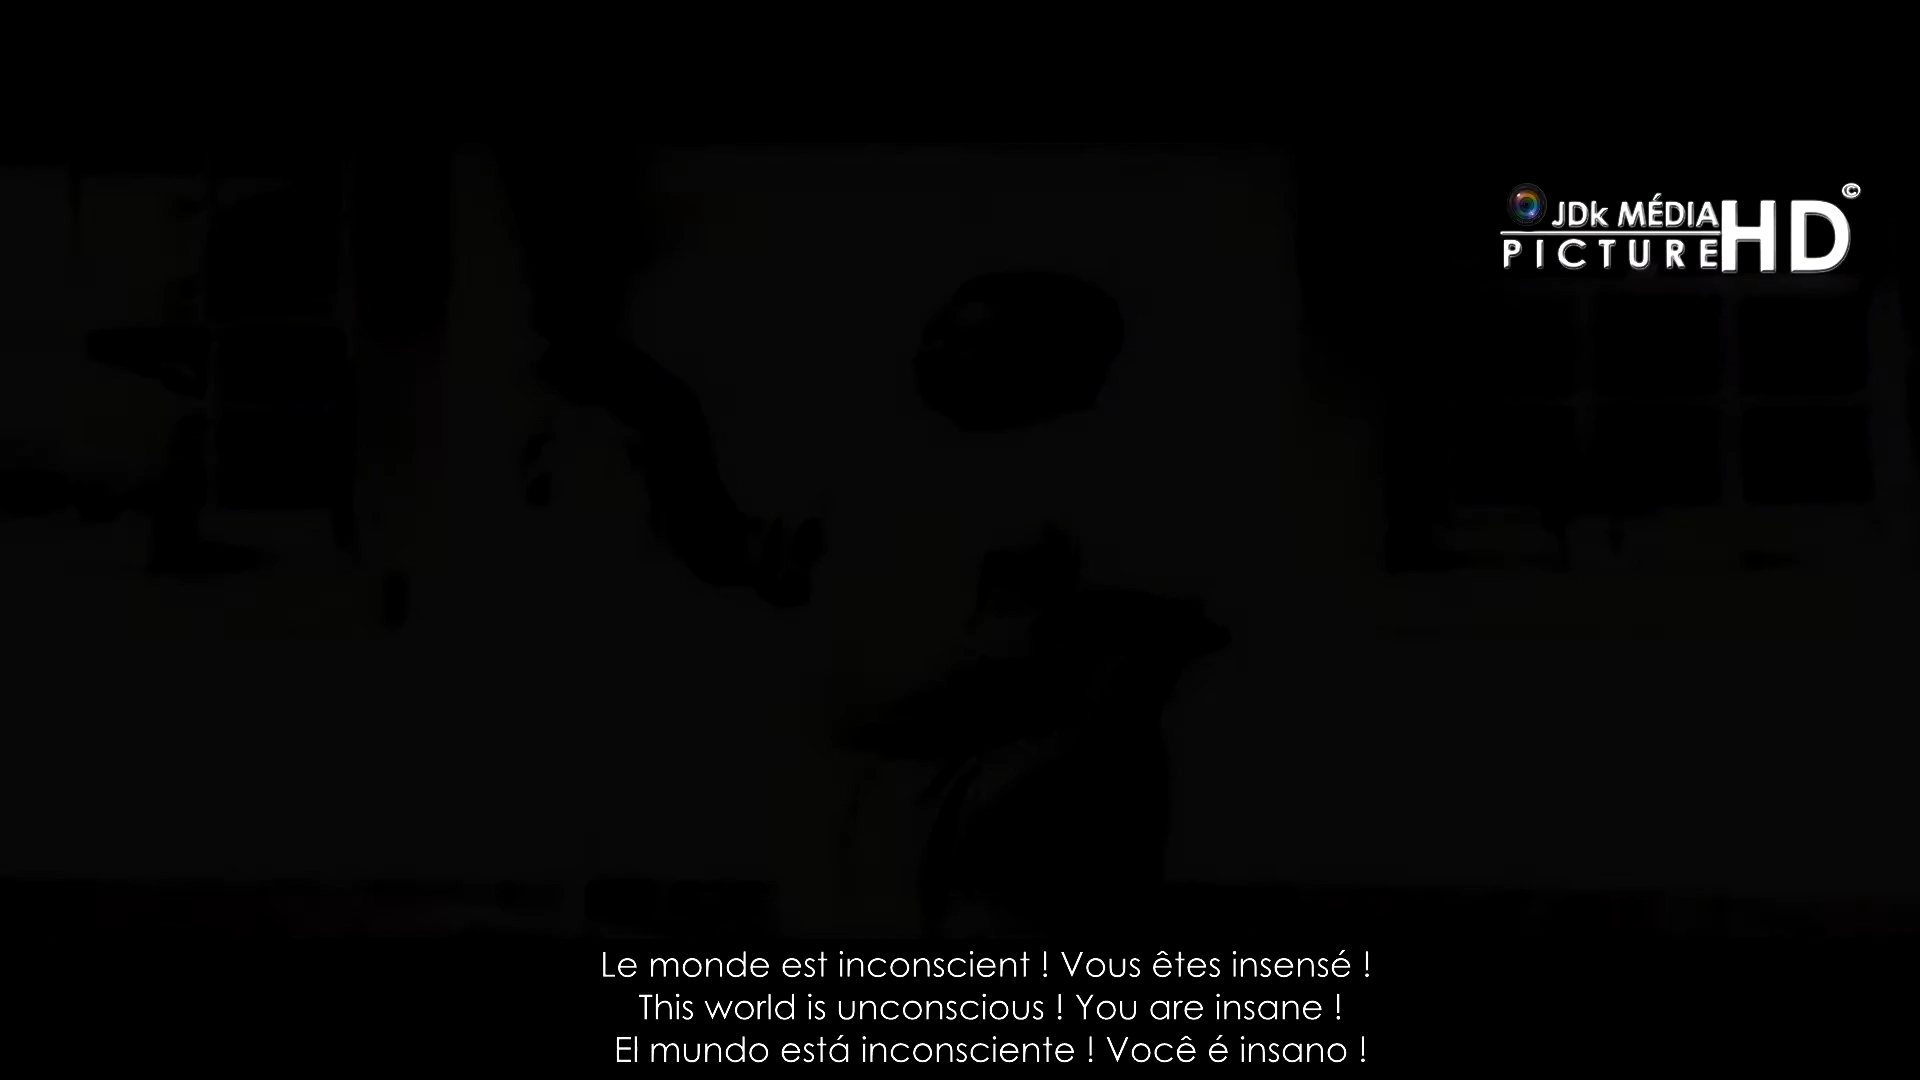 ©
JDk MÉDIA HD
PICTURE
Le monde est inconscient ! Vous êtes insensé !
This world is unconscious ! You are insane !
El mundo está inconsciente ! Você é insano !